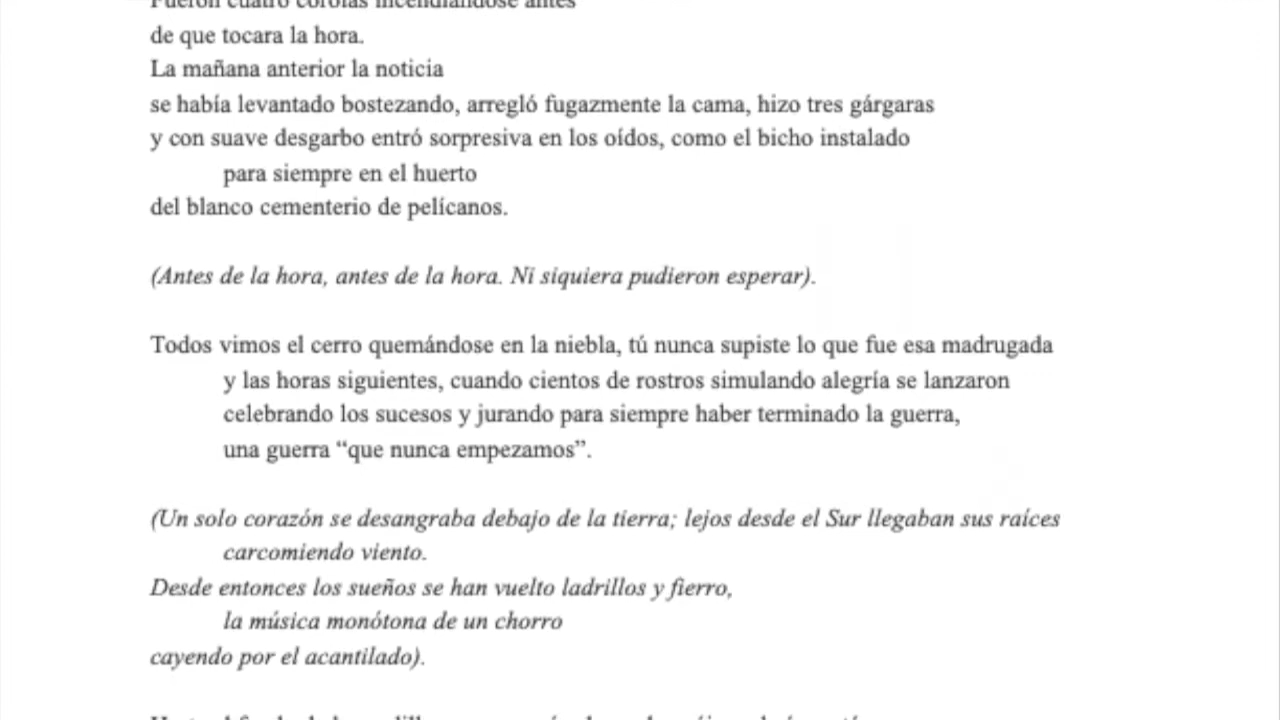 Fueron cuatro corolas incendiándose antes
de que tocara la hora.
La mañana anterior la noticia
se había levantado bostezando, arregló fugazmente la cama, hizo tres gárgaras
y con suave desgarbo entró sorpresiva en los oídos, como el bicho instalado
para siempre en el huerto
del blanco cementerio de pelícanos.
(Antes de la hora, antes de la hora. Ni siquiera pudieron esperar).
Todos vimos el cerro quemándose en la niebla, tú nunca supiste lo que fue esa madrugada
y las horas siguientes, cuando cientos de rostros simulando alegría se lanzaron
celebrando los sucesos y jurando para siempre haber terminado la guerra,
una guerra “que nunca empezamos”.
(Un solo corazón se desangraba debajo de la tierra; lejos desde el Sur llegaban sus raíces
carcomiendo viento.
Desde entonces los sueños se han vuelto ladrillos y fierro,
la música monótona de un chorro
cayendo por el acantilado).